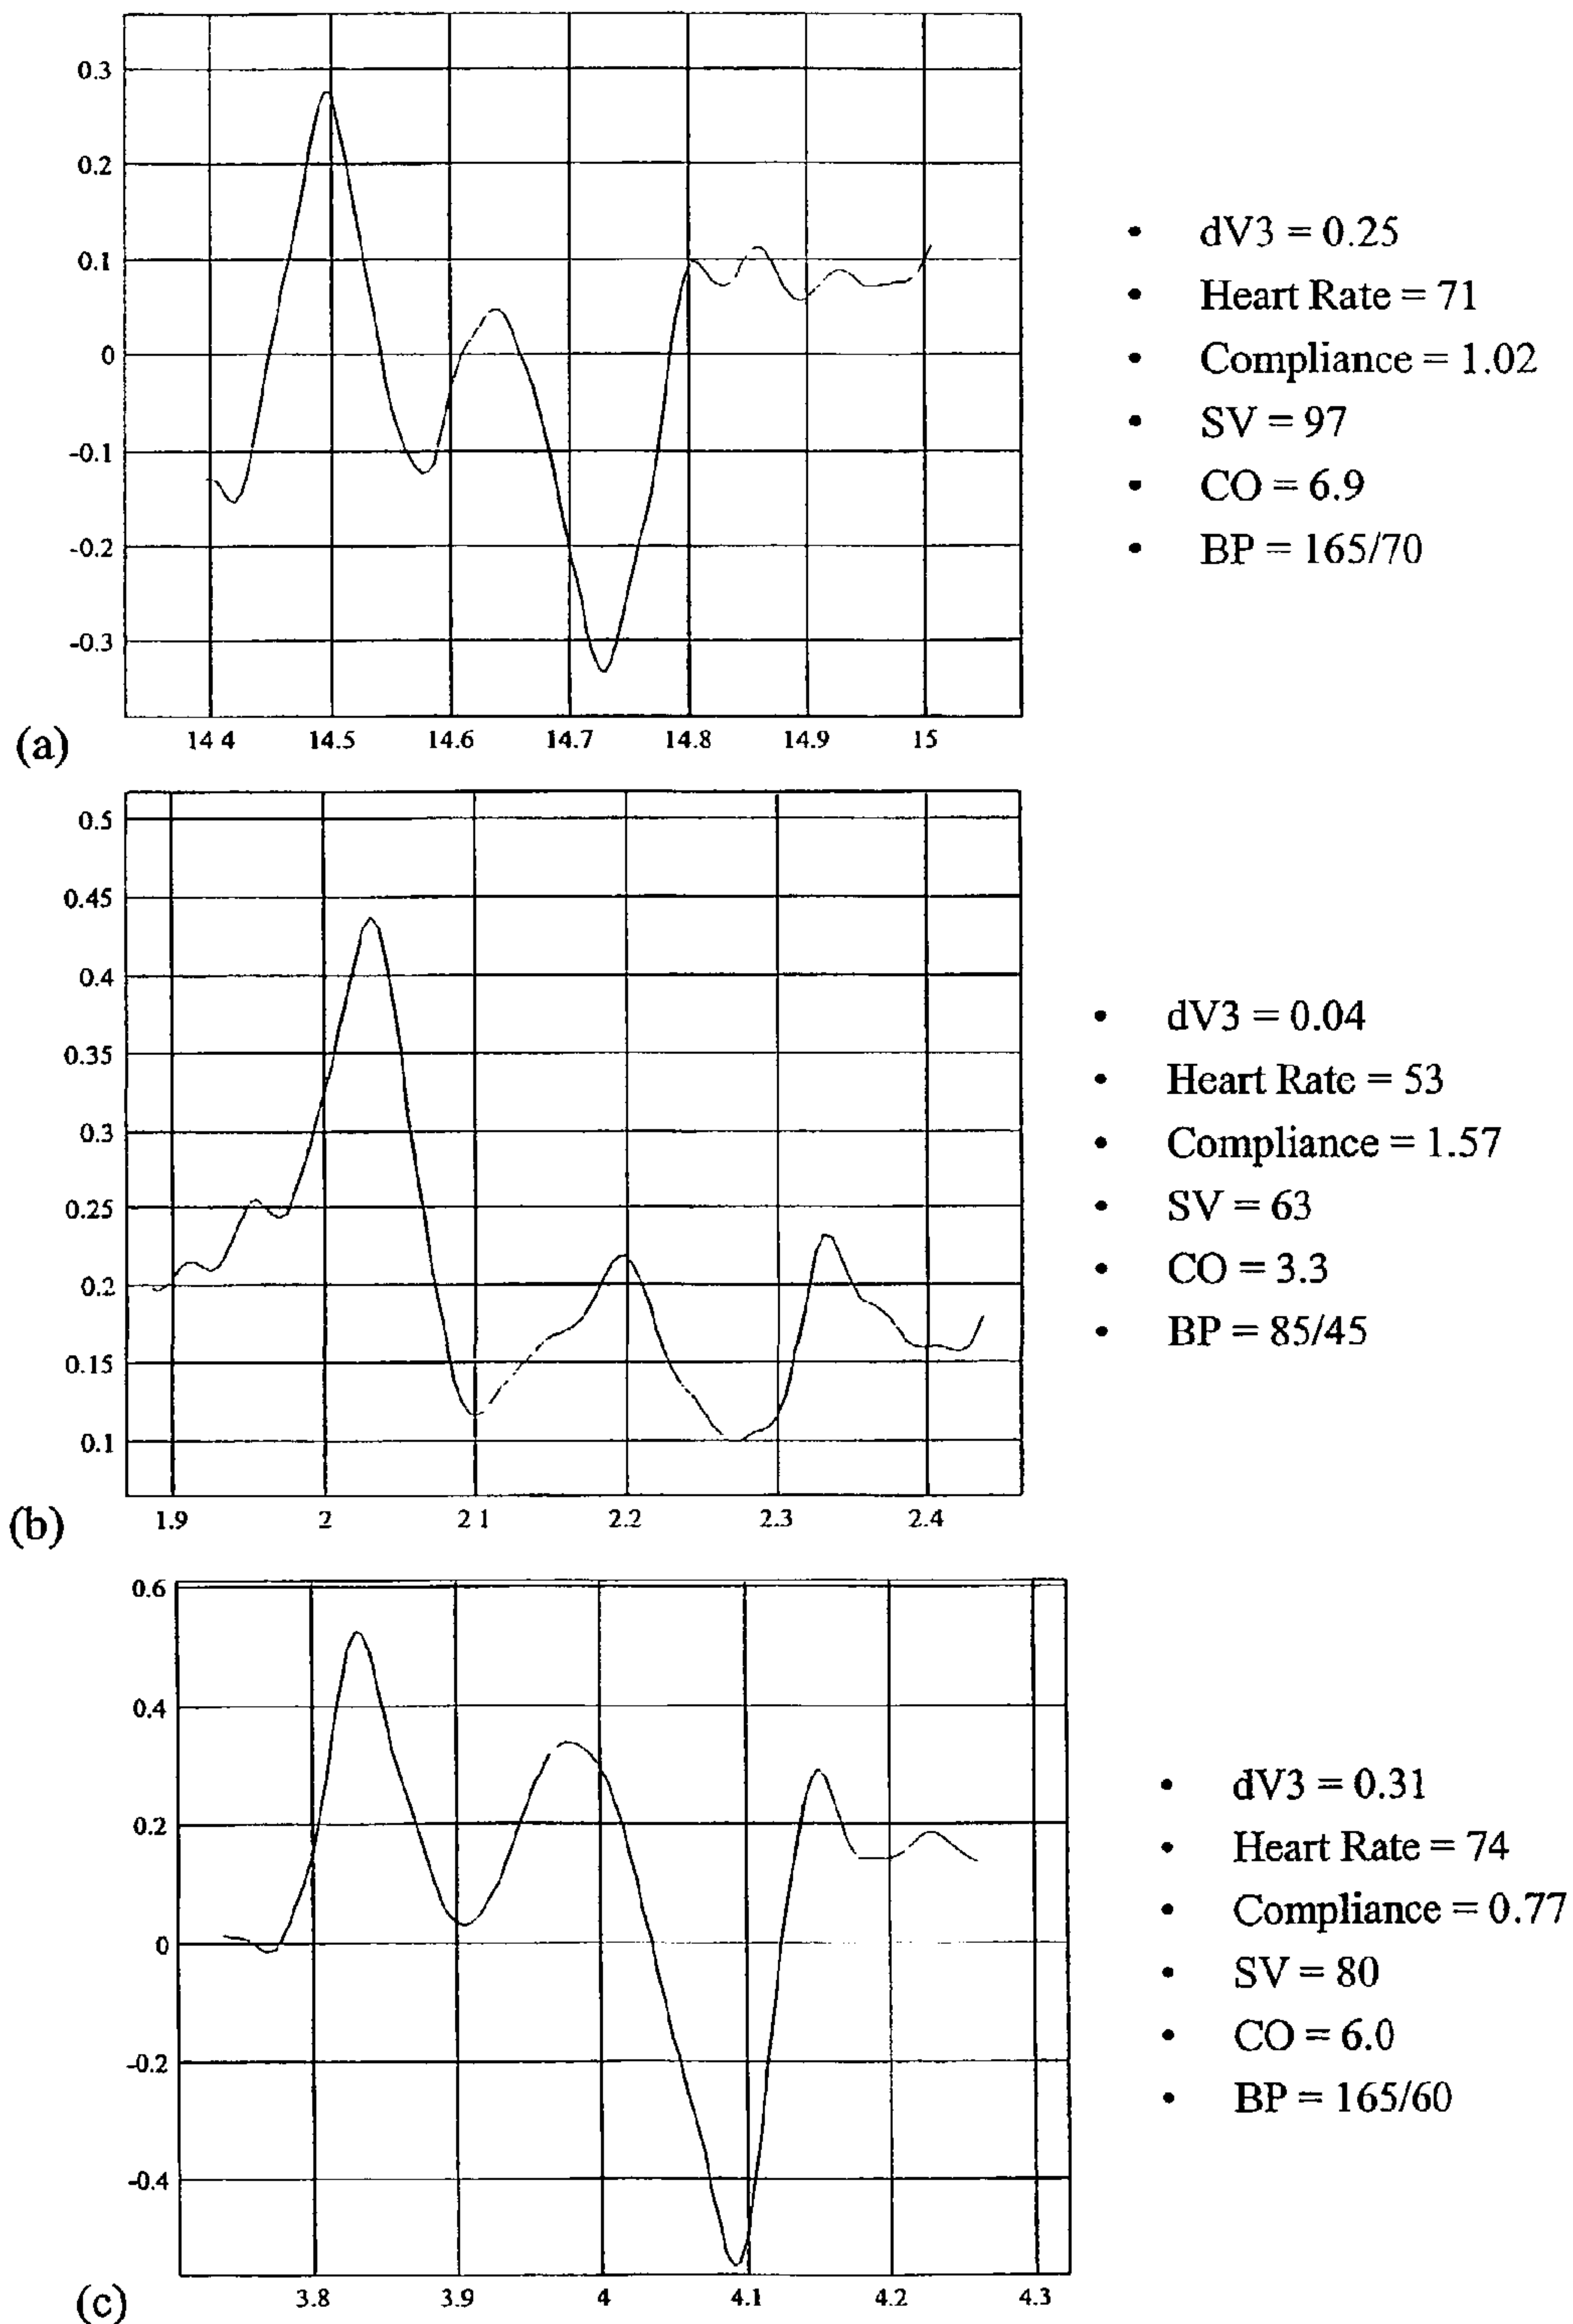 0.3
0.2
0.1
0
-0.1
-0.2
-0.3
14 4 14.5 14.6 14.7 14.8 14.9 15
(a)
• dV3 = 0.25
• Heart Rate = 71
• Compliance = 1.02
• SV = 97
• CO = 6.9
• BP = 165/70
0.5
0.45
0.4
0.35
0.3
0.25
0.2
0.15
0.1
1.9 2 2 1 2.2 2.3 2.4
(b)
• dV3 = 0.04
• Heart Rate = 53
• Compliance = 1.57
• SV = 63
• CO = 3.3
• BP = 85/45
0.6
0.4
0.2
0
-0.2
-0.4
3.8 3.9 4 4.1 4.2 4.3
(c)
• dV3 = 0.31
• Heart Rate = 74
• Compliance = 0.77
• SV = 80
• CO = 6.0
• BP = 165/60